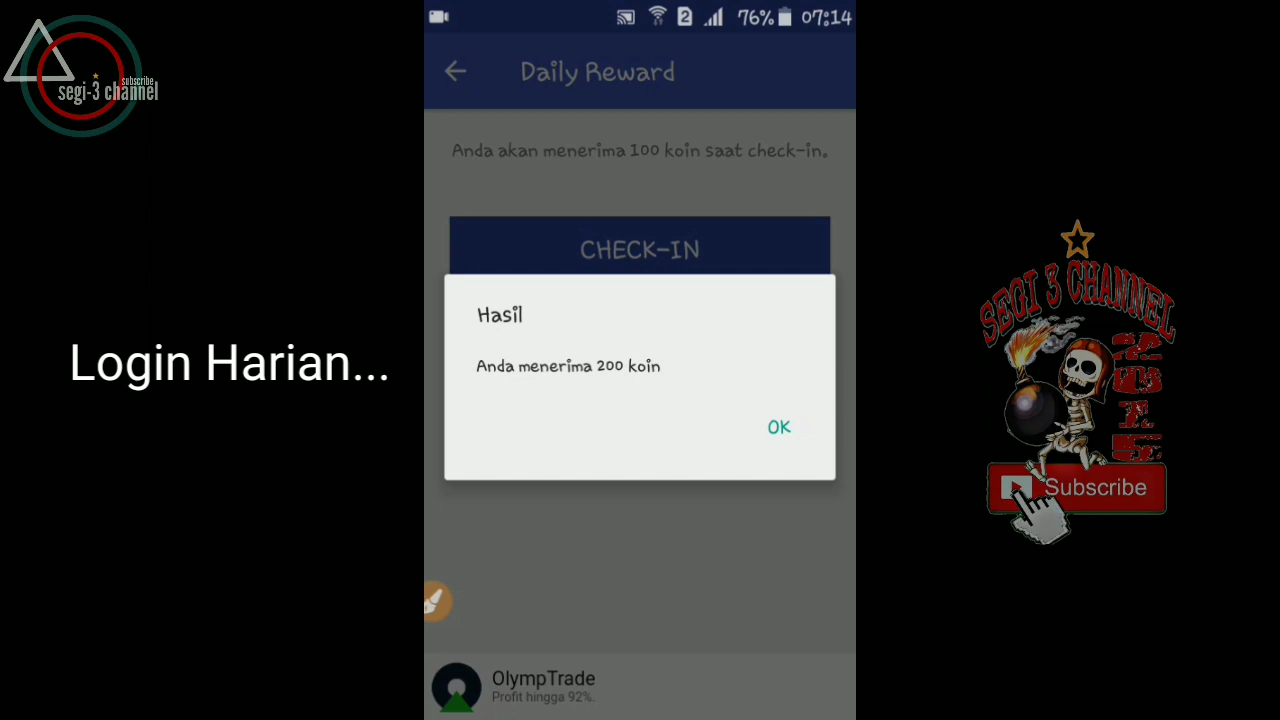 subscribe
segi-3 channel
2
76%
07:14
Daily Reward
Anda akan menerima 100 koin saat check-in.
CHECK-IN
Hasil
Anda menerima 200 koin
OK
OlympTrade
Profit hingga 92%.
Login Harian...
SEGI 3 CHANNEL
Subscribe